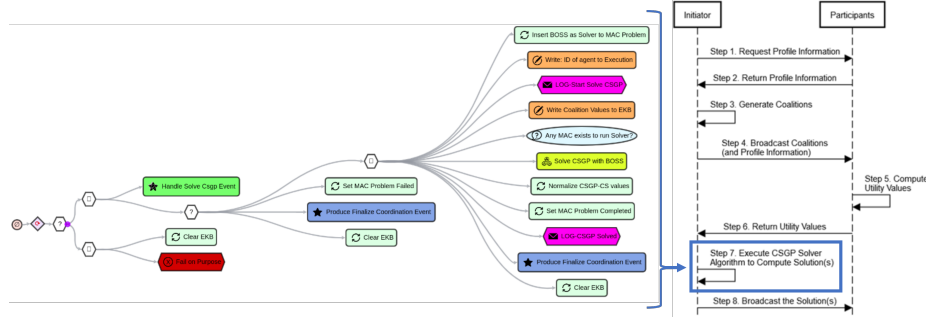 Insert BOSS as Solver to MAC Problem
Write: ID of agent to Execution
LOG-Start Solve CSGP
Write Coalition Values to EKB
? Any MAC exists to run Solver?
Solve CSGP with BOSS
Handle Solve Csgp Event
Set MAC Problem Failed
Normalize CSGP-CS values
?
?
Produce Finalize Coordination Event
Set MAC Problem Completed
Clear EKB
Clear EKB
LOG-CSGP Solved
Fail on Purpose
Produce Finalize Coordination Event
Clear EKB
Initiator
Participants
Step 1. Request Profile Information
Step 2. Return Profile Information
Step 3. Generate Coalitions
Step 4. Broadcast Coalitions
(and Profile Information)
Step 5. Compute
Utility Values
Step 6. Return Utility Values
Step 7. Execute CSGP Solver
Algorithm to Compute Solution(s)
Step 8. Broadcast the Solution(s)